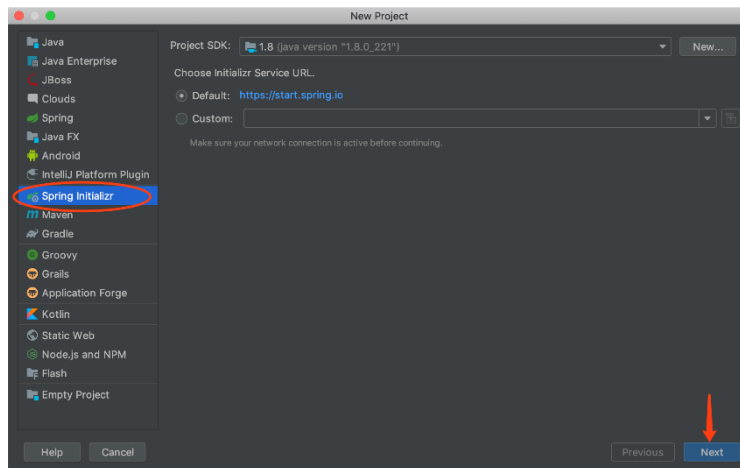 New Project
Java
Java Enterprise
JBoss
Clouds
Spring
Java FX
Android
IntelliJ Platform Plugin
Spring Initializr
Maven
Gradle
Groovy
Grails
Application Forge
Kotlin
Static Web
Node.js and NPM
Flash
Empty Project
Project SDK: 1.8 (java version "1.8.0_221") New...
Choose Initializr Service URL.
Default: https://start.spring.io
Custom:
Make sure your network connection is active before continuing.
Help Cancel Previous Next